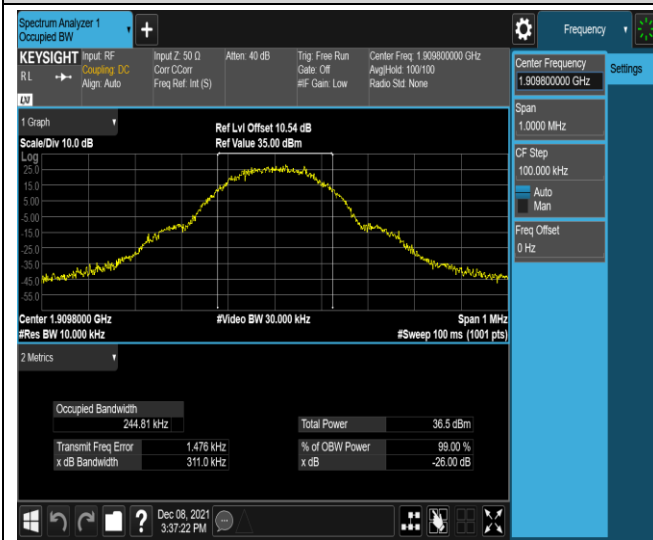 Spectrum Analyzer 1
Occupied BW
+
Frequency
KEYSIGHT
Input: RF
Coupling: DC
Align: Auto
Input Z: 50 Ω
Corr CCorr
Freq Ref: Int (S)
Atten: 40 dB
Trig: Free Run
Gate: Off
#IF Gain: Low
Center Freq: 1.909800000 GHz
Avg|Hold: 100/100
Radio Std: None
RL
LXI
Center Frequency
1.909800000 GHz
Settings
Span
1.0000 MHz
CF Step
100.000 kHz
Auto
Man
Freq Offset
0 Hz
1 Graph
Scale/Div 10.0 dB
Ref Lvl Offset 10.54 dB
Ref Value 35.00 dBm
Log
25.0
15.0
5.00
-5.00
-15.0
-25.0
-35.0
-45.0
-55.0
Center 1.9098000 GHz
#Res BW 10.000 kHz
#Video BW 30.000 kHz
Span 1 MHz
#Sweep 100 ms (1001 pts)
2 Metrics
Occupied Bandwidth
244.81 kHz
Transmit Freq Error 1.476 kHz
x dB Bandwidth 311.0 kHz
Total Power 36.5 dBm
% of OBW Power 99.00 %
x dB -26.00 dB
?
Dec 08, 2021
3:37:22 PM